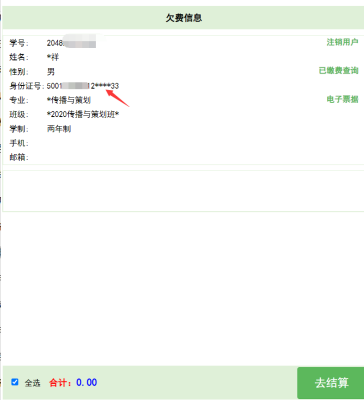 欠费信息
学号: 2048
注销用户
姓名: *祥
性别: 男
已缴费查询
身份证号: 5001 12****33
专业: *传播与策划
电子票据
班级: *2020传播与策划班*
学制: 两年制
手机:
邮箱:
全选 合计: 0.00
去结算